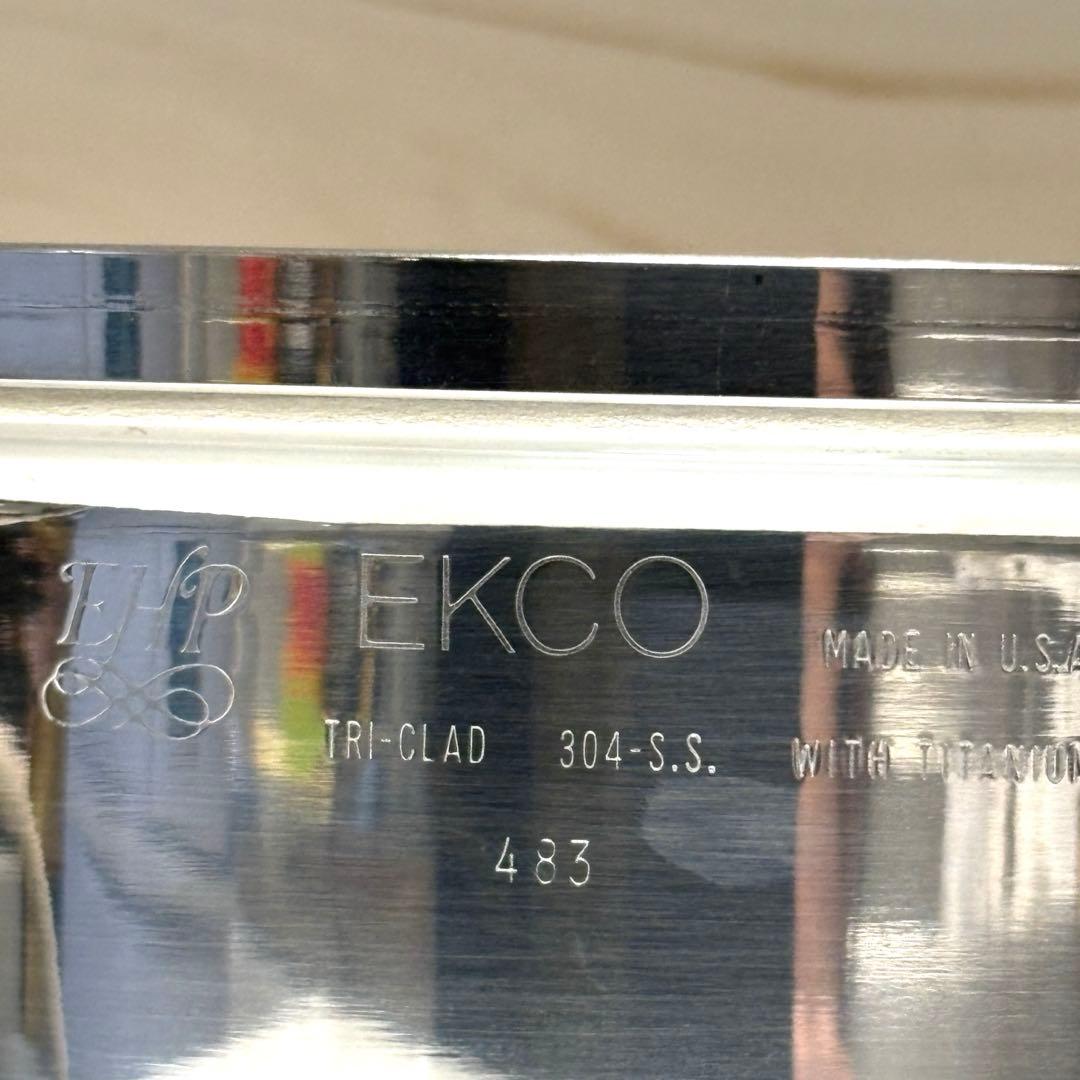 EHP EKCO
MADE IN U.S.A
TRI-CLAD 304-S.S. WITH TITANIUM
483